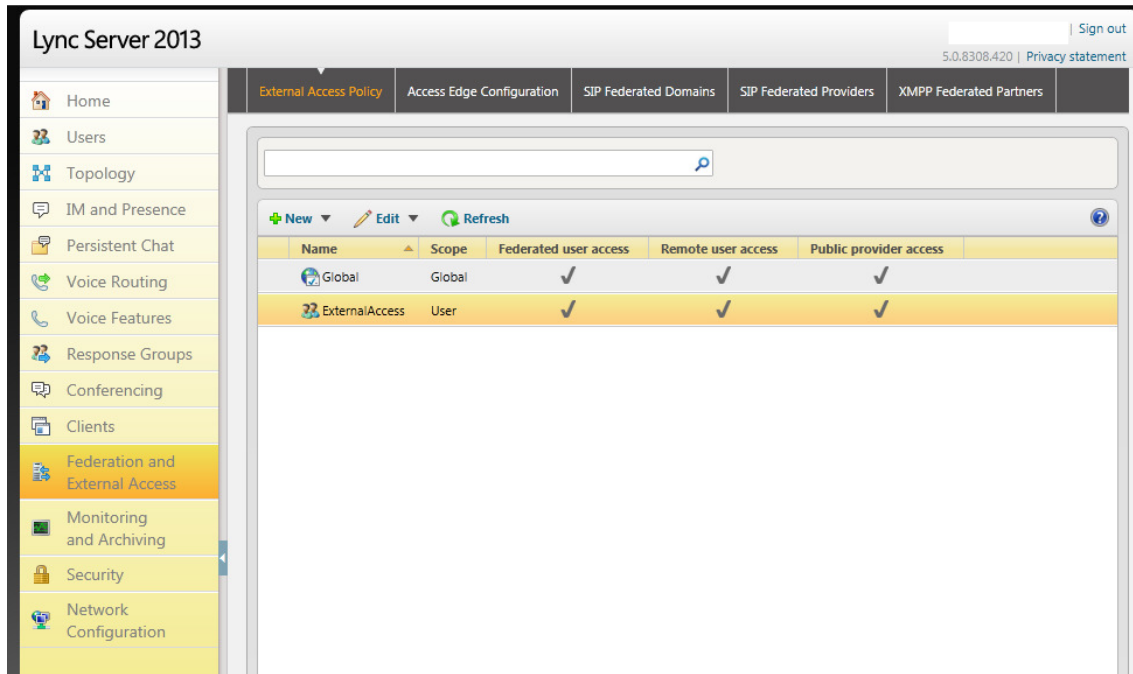 Lync Server 2013
| Sign out
5.0.8308.420 | Privacy statement
Home
Users
Topology
IM and Presence
Persistent Chat
Voice Routing
Voice Features
Response Groups
Conferencing
Clients
Federation and
External Access
Monitoring
and Archiving
Security
Network
Configuration
External Access Policy Access Edge Configuration SIP Federated Domains SIP Federated Providers XMPP Federated Partners
New Edit Refresh
Name Scope Federated user access Remote user access Public provider access
Global Global
ExternalAccess User